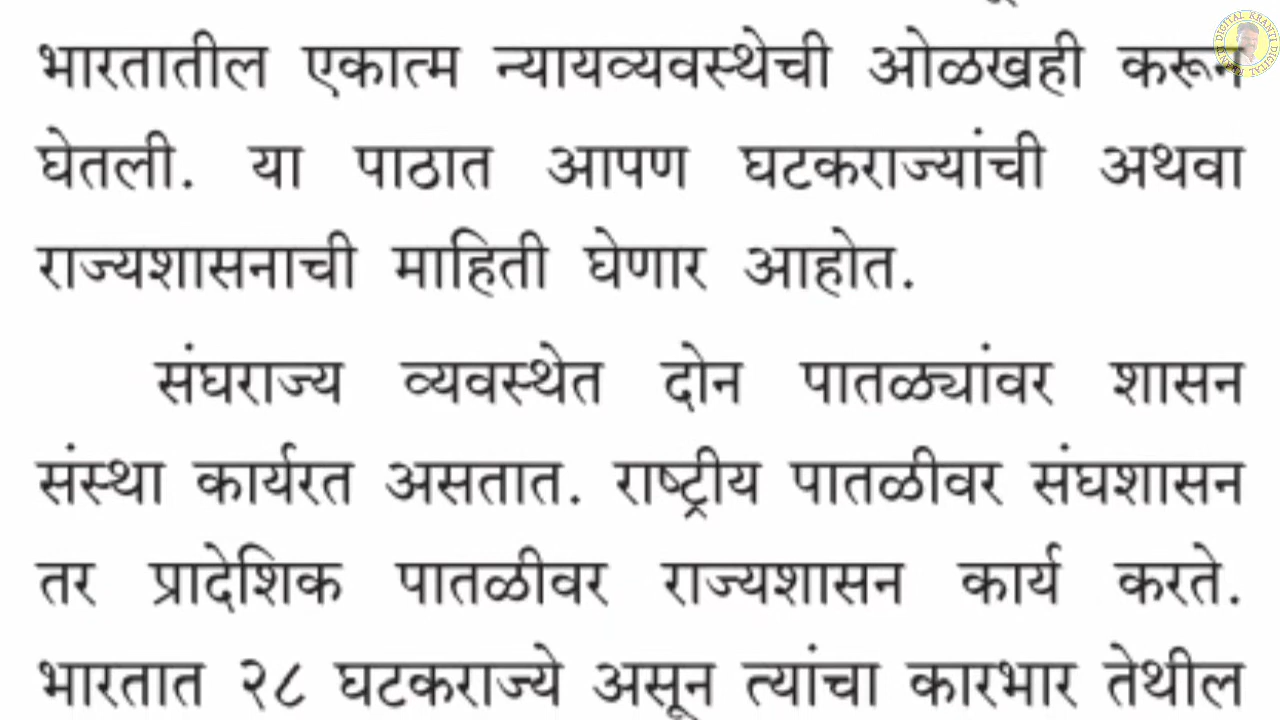 भारतातील एकात्म न्यायव्यवस्थेची ओळखही करून
घेतली. या पाठात आपण घटकराज्यांची अथवा
राज्यशासनाची माहिती घेणार आहोत.
संघराज्य व्यवस्थेत दोन पातळ्यांवर शासन
संस्था कार्यरत असतात. राष्ट्रीय पातळीवर संघशासन
तर प्रादेशिक पातळीवर राज्यशासन कार्य करते.
भारतात २८ घटकराज्ये असून त्यांचा कारभार तेथील